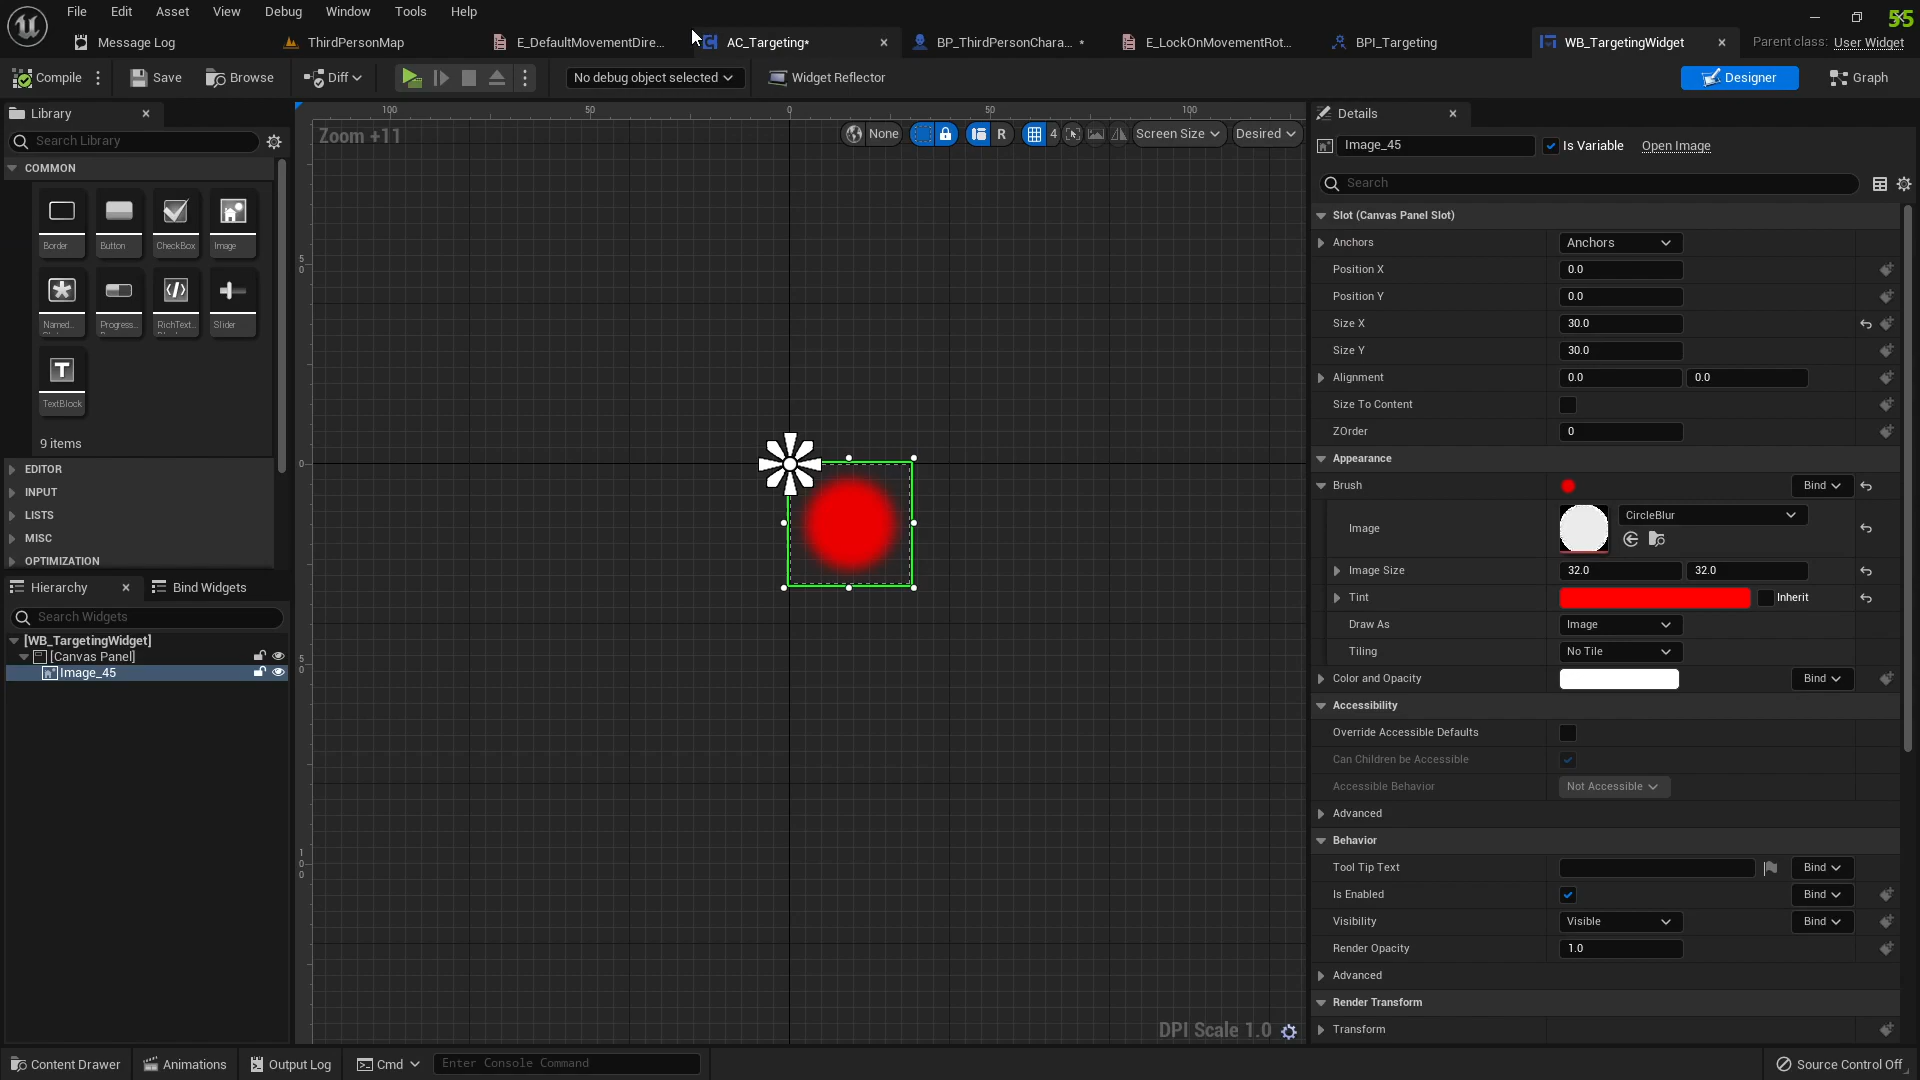 File Edit Asset View Debug Window Tools Help
Message Log ThirdPersonMap E_DefaultMovementDire... AC_Targeting* BP_ThirdPersonChara... * E_LockOnMovementRot... BPI_Targeting WB_TargetingWidget Parent class: User Widget
Compile Save Browse Diff No debug object selected Widget Reflector Designer Graph
Library
Search Library
COMMON
Border Button CheckBox Image
Named... Progress... RichText... Slider
TextBlock
9 items
EDITOR
INPUT
LISTS
MISC
OPTIMIZATION
Hierarchy Bind Widgets
Search Widgets
[WB_TargetingWidget]
[Canvas Panel]
Image_45
100 50 0 50 100
Zoom +11 None R 4 Screen Size Desired
5
0
0
5
0
1
0
0
DPI Scale 1.0
Details
Image_45 Is Variable Open Image
Search
Slot (Canvas Panel Slot)
Anchors Anchors
Position X 0.0
Position Y 0.0
Size X 30.0
Size Y 30.0
Alignment 0.0 0.0
Size To Content
ZOrder 0
Appearance
Brush Bind
Image CircleBlur
Image Size 32.0 32.0
Tint Inherit
Draw As Image
Tiling No Tile
Color and Opacity Bind
Accessibility
Override Accessible Defaults
Can Children be Accessible
Accessible Behavior Not Accessible
Advanced
Behavior
Tool Tip Text Bind
Is Enabled Bind
Visibility Visible Bind
Render Opacity 1.0
Advanced
Render Transform
Transform
Content Drawer Animations Output Log Cmd Enter Console Command Source Control Off